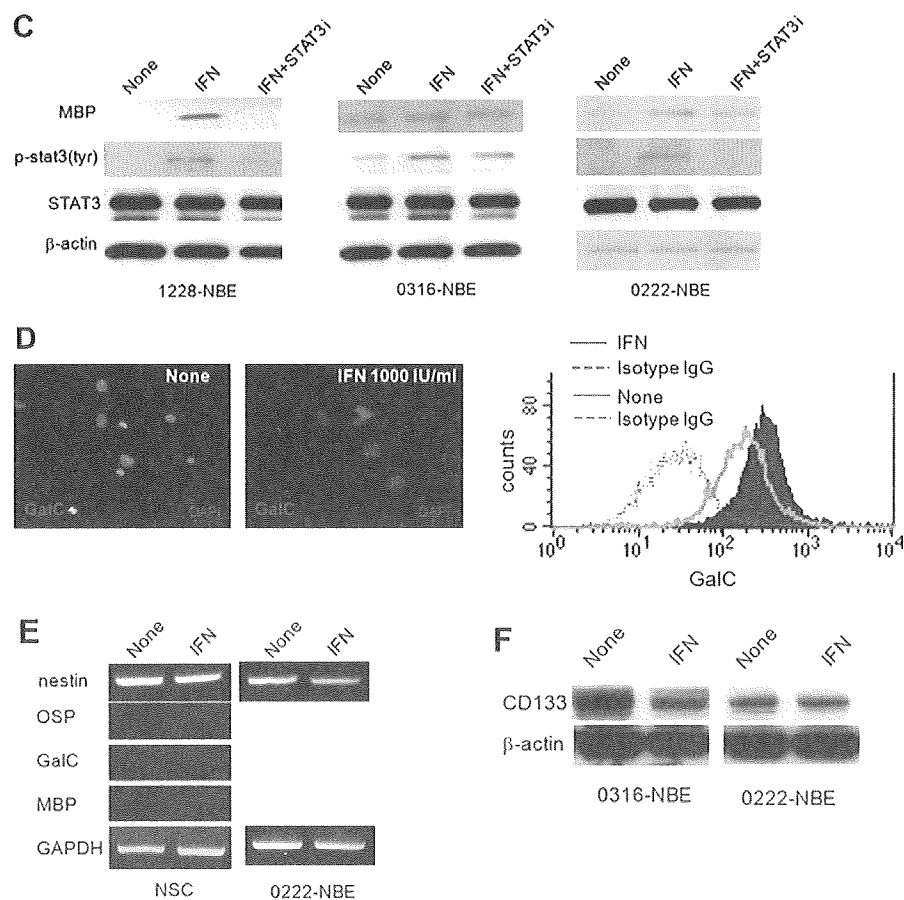 C
None IFN IFN+STAT3i None IFN IFN+STAT3i None IFN IFN+STAT3i
MBP
p-stat3(tyr)
STAT3
β-actin
1228-NBE 0316-NBE 0222-NBE
D
None IFN 1000 IU/ml
GalC DAPI GalC DAPI
IFN
Isotype IgG
None
Isotype IgG
counts
80
40
0
10⁰ 10¹ 10² 10³ 10⁴
GalC
E
None IFN None IFN
nestin
OSP
GalC
MBP
GAPDH
NSC 0222-NBE
F
None IFN None IFN
CD133
β-actin
0316-NBE 0222-NBE